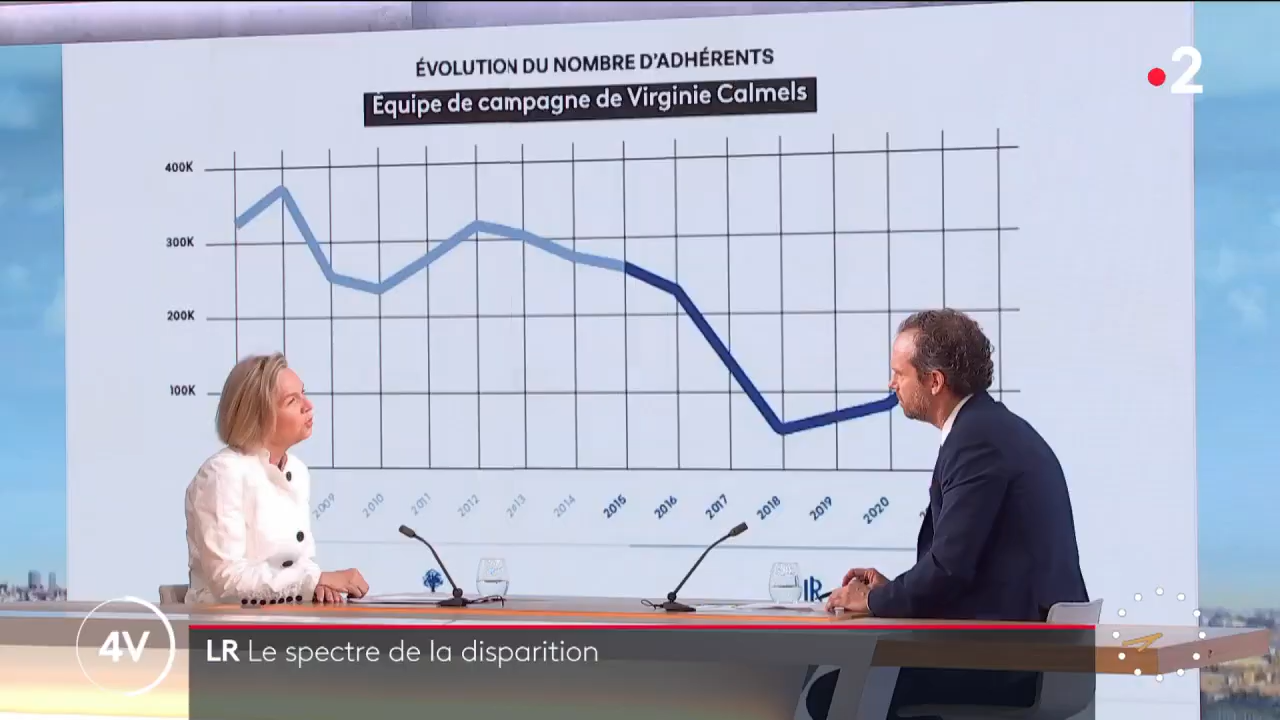 ÉVOLUTION DU NOMBRE D'ADHÉRENTS
Équipe de campagne de Virginie Calmels
2
400K
300K
200K
100K
2009 2010 2011 2012 2013 2014 2015 2016 2017 2018 2019 2020
LR
4V
LR Le spectre de la disparition